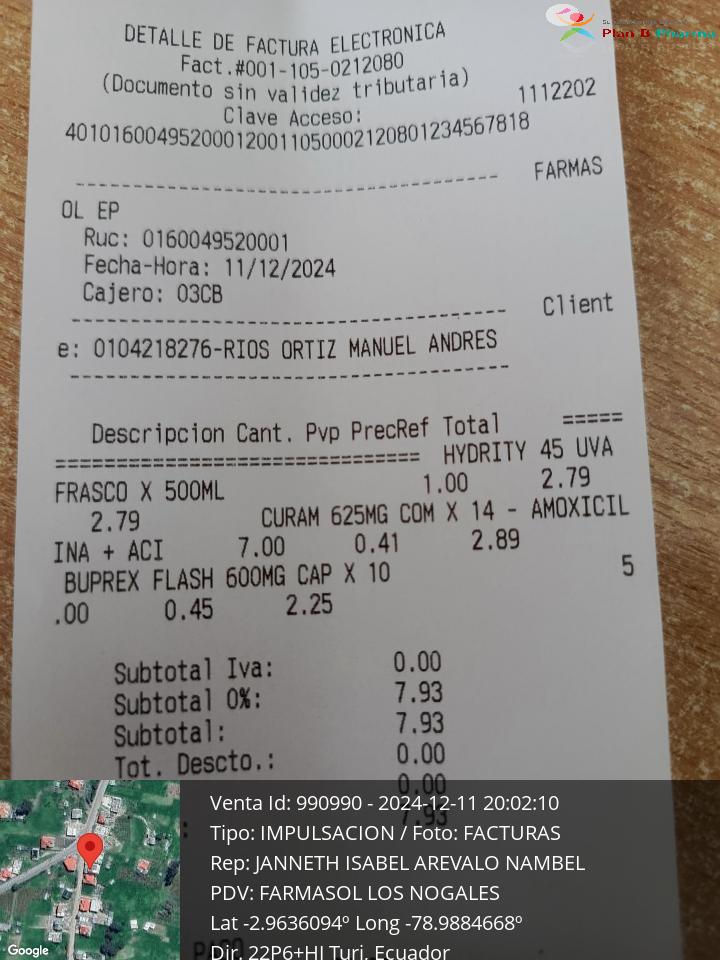 Plan B Pharma
DETALLE DE FACTURA ELECTRONICA
Fact.#001-105-0212080
(Documento sin validez tributaria)
Clave Acceso: 1112202
401016004952000120011050002120801234567818
---------------------------------------- FARMAS
OL EP
Ruc: 0160049520001
Fecha-Hora: 11/12/2024
Cajero: 03CB
---------------------------------------- Client
e: 0104218276-RIOS ORTIZ MANUEL ANDRES
----------------------------------------
Descripcion Cant. Pvp PrecRef Total =====
================================ HYDRITY 45 UVA
FRASCO X 500ML 1.00 2.79
2.79 CURAM 625MG COM X 14 - AMOXICIL
INA + ACI 7.00 0.41 2.89
BUPREX FLASH 600MG CAP X 10 5
.00 0.45 2.25
Subtotal Iva: 0.00
Subtotal 0%: 7.93
Subtotal: 7.93
Tot. Descto.: 0.00
0.00
: 7.93
Venta Id: 990990 - 2024-12-11 20:02:10
Tipo: IMPULSACION / Foto: FACTURAS
Rep: JANNETH ISABEL AREVALO NAMBEL
PDV: FARMASOL LOS NOGALES
Lat -2.9636094º Long -78.9884668º
Dir. 22P6+HJ Turi, Ecuador
Google